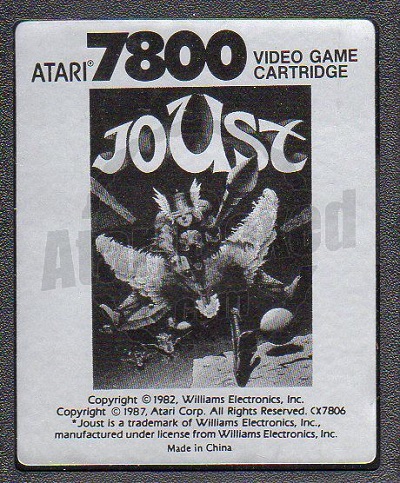 ATARI® 7800 VIDEO GAME
CARTRIDGE
JOUST
Copyright © 1982, Williams Electronics, Inc.
Copyright © 1987, Atari Corp. All Rights Reserved. CX7806
*Joust is a trademark of Williams Electronics, Inc.,
manufactured under license from Williams Electronics, Inc.
Made in China